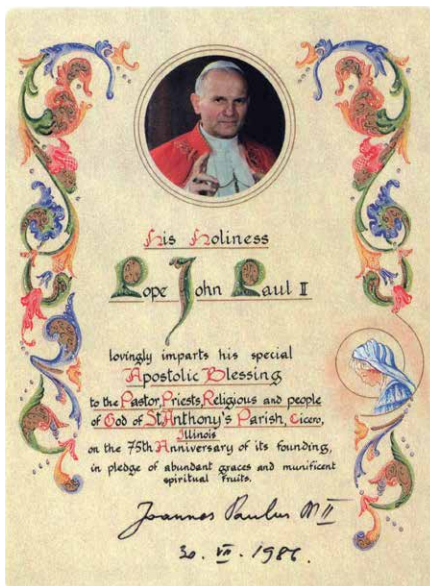 His Holiness
Pope John Paul II
lovingly imparts his special
Apostolic Blessing
to the Pastor, Priests, Religious and people
of God of St Anthony's Parish, Cicero,
Illinois
on the 75th Anniversary of its founding,
in pledge of abundant graces and munificent
spiritual fruits.
Joannes Paulus PP II
30. VII. 1986.